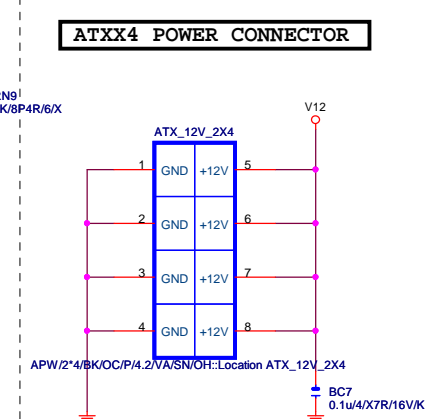 ATXX4 POWER CONNECTOR
RN9
K/8P4R/6/X
V12
ATX_12V_2X4
1 GND +12V 5
2 GND +12V 6
3 GND +12V 7
4 GND +12V 8
APW/2*4/BK/OC/P/4.2/VA/SN/OH::Location ATX_12V_2X4
BC7
0.1u/4/X7R/16V/K